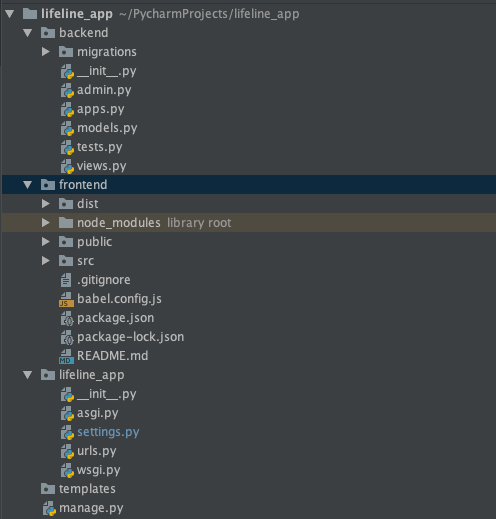 lifeline_app ~/PycharmProjects/lifeline_app
backend
migrations
__init__.py
admin.py
apps.py
models.py
tests.py
views.py
frontend
dist
node_modules library root
public
src
.gitignore
JS babel.config.js
package.json
package-lock.json
MD README.md
lifeline_app
__init__.py
asgi.py
settings.py
urls.py
wsgi.py
templates
manage.py